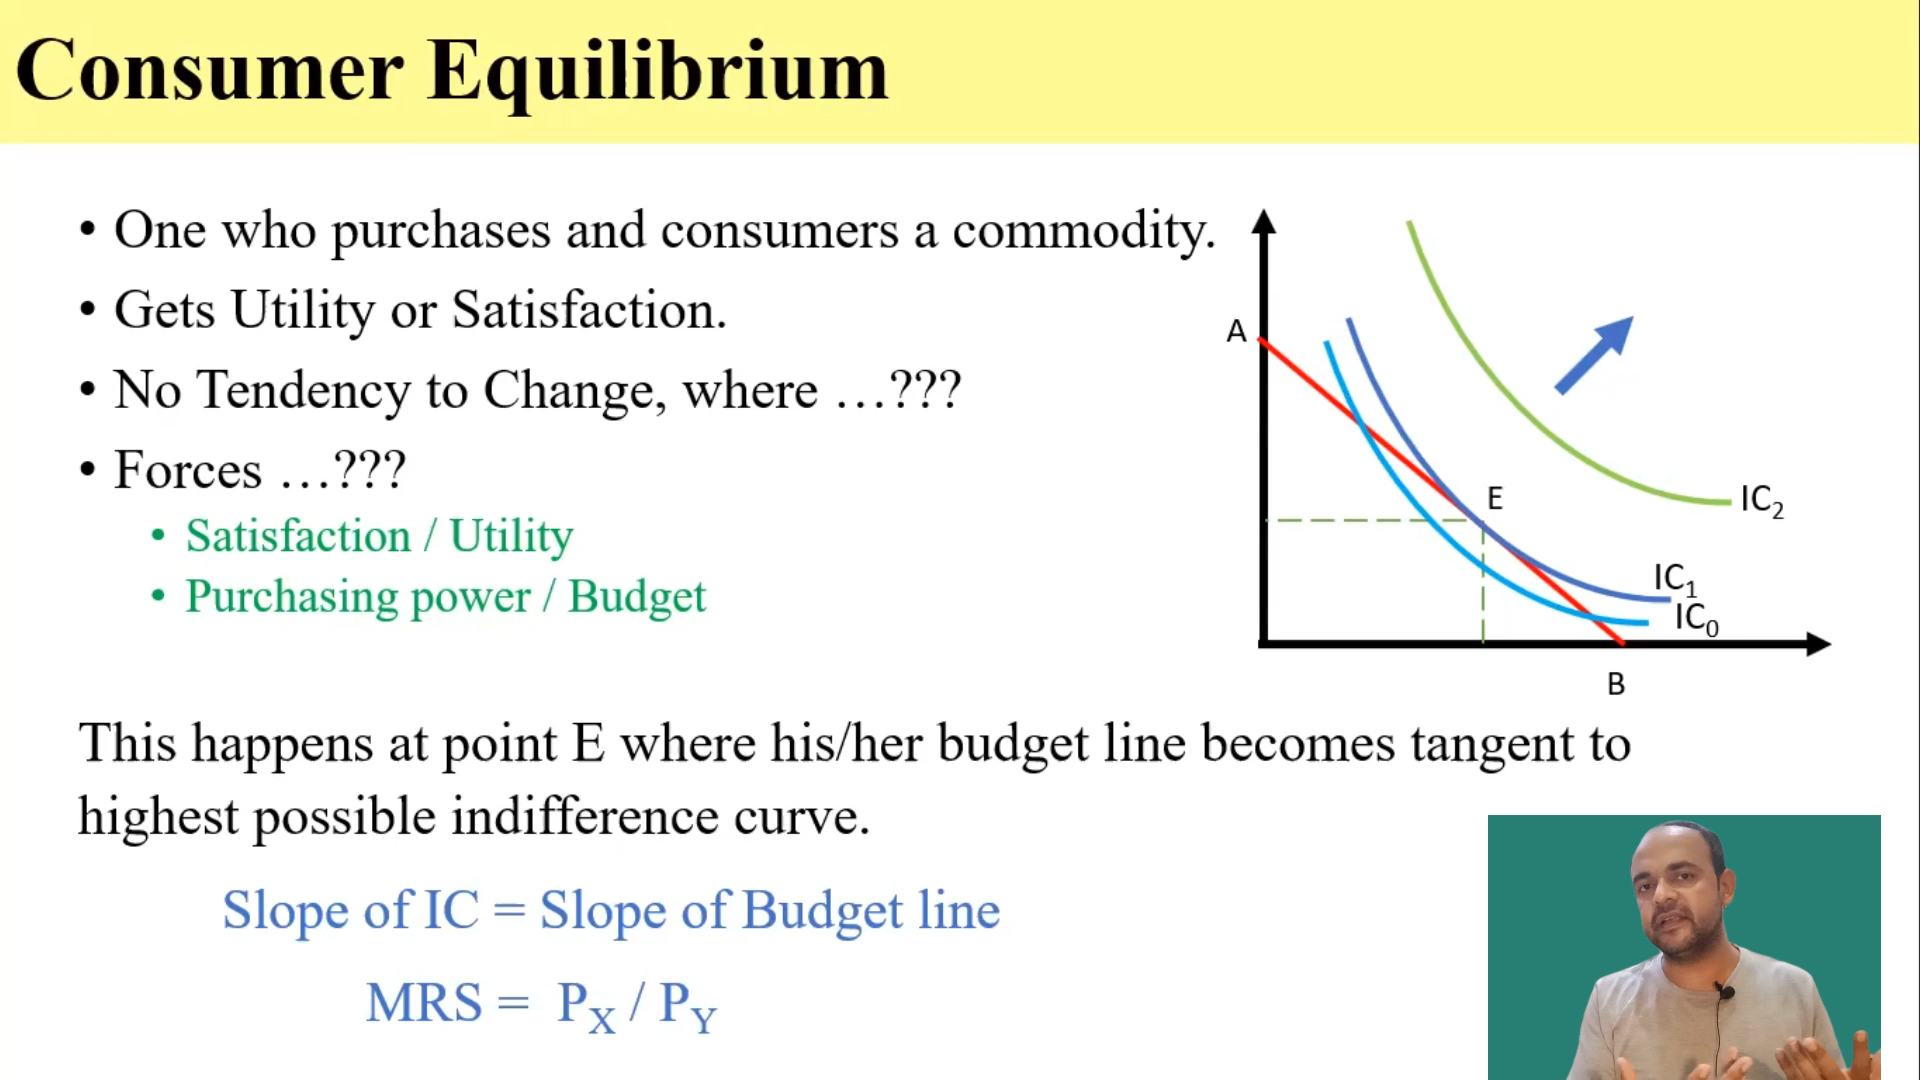 Consumer Equilibrium
• One who purchases and consumers a commodity.
• Gets Utility or Satisfaction.
• No Tendency to Change, where …???
• Forces …???
• Satisfaction / Utility
• Purchasing power / Budget
A
E
IC₂
IC₁
IC₀
B
This happens at point E where his/her budget line becomes tangent to
highest possible indifference curve.
Slope of IC = Slope of Budget line
MRS = P_X / P_Y